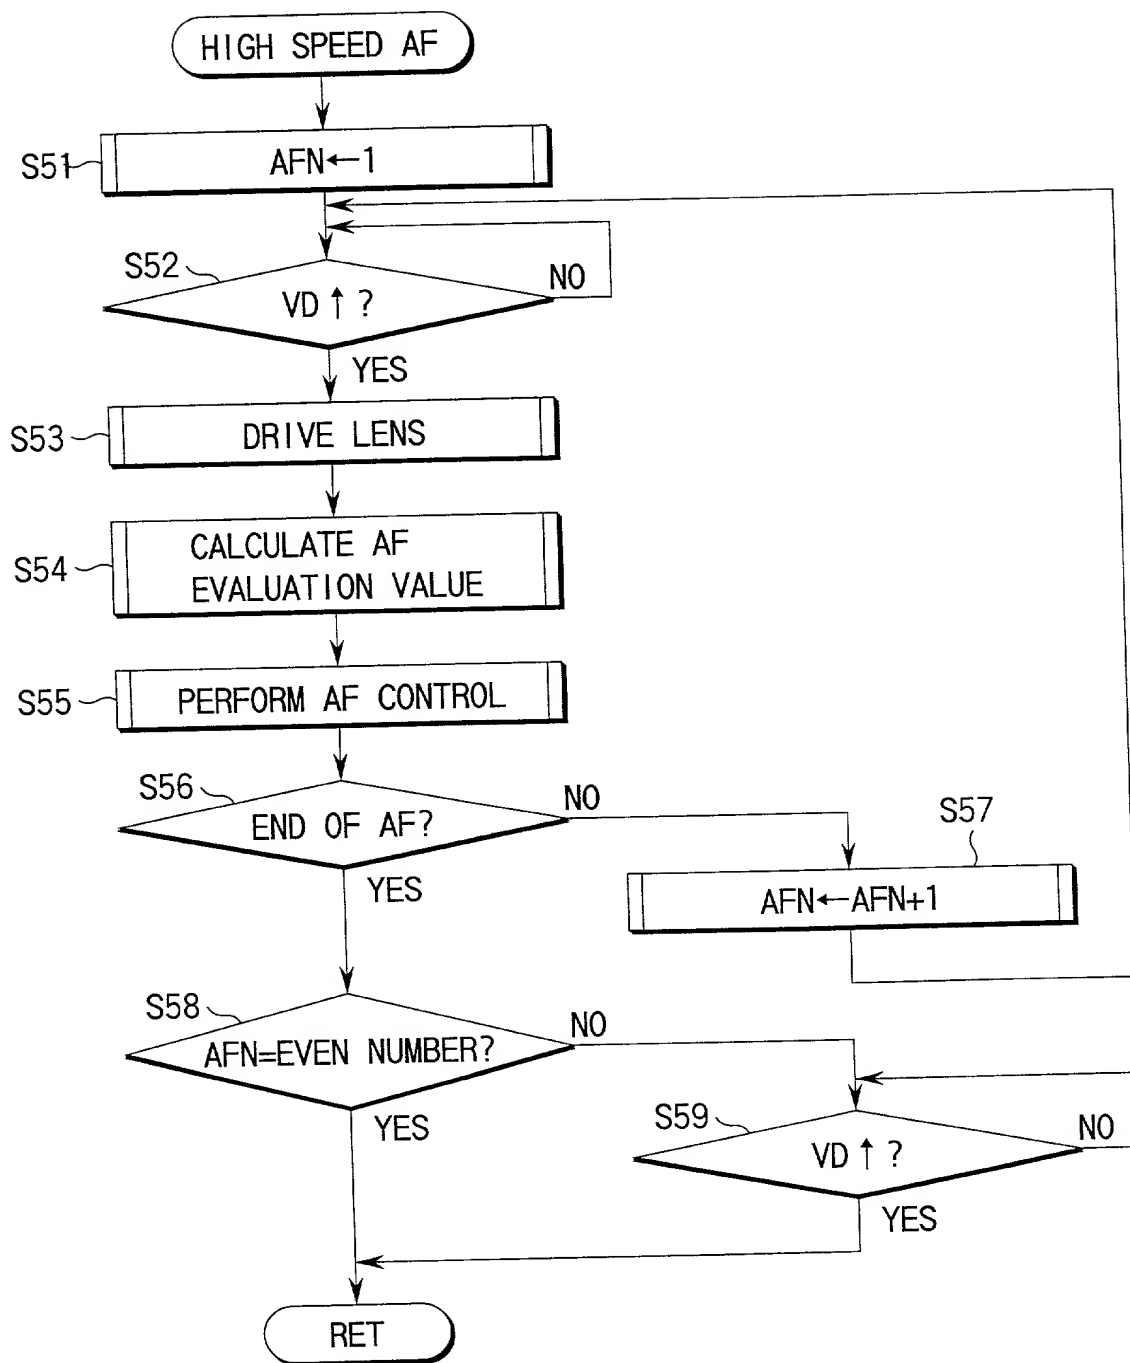 HIGH SPEED AF
S51
AFN←1
S52
VD↑?
NO
YES
S53
DRIVE LENS
S54
CALCULATE AF
EVALUATION VALUE
S55
PERFORM AF CONTROL
S56
END OF AF?
NO
YES
S57
AFN←AFN+1
S58
AFN=EVEN NUMBER?
NO
YES
S59
VD↑?
NO
YES
RET